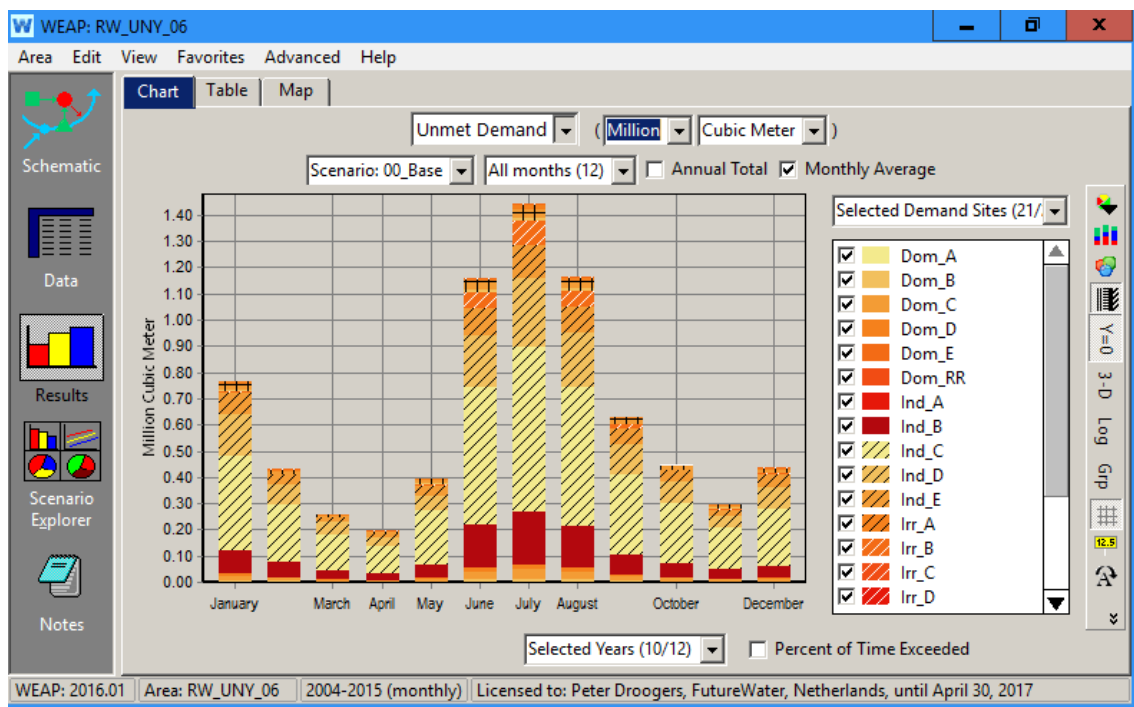 WEAP: RW_UNY_06
Area Edit View Favorites Advanced Help
Chart Table Map
Unmet Demand ( Million Cubic Meter )
Scenario: 00_Base All months (12) Annual Total Monthly Average
Schematic
Data
Results
Scenario
Explorer
Notes
Million Cubic Meter
1.40
1.30
1.20
1.10
1.00
0.90
0.80
0.70
0.60
0.50
0.40
0.30
0.20
0.10
0.00
January March April May June July August October December
Selected Demand Sites (21/
Dom_A
Dom_B
Dom_C
Dom_D
Dom_E
Dom_RR
Ind_A
Ind_B
Ind_C
Ind_D
Ind_E
Irr_A
Irr_B
Irr_C
Irr_D
Y=0
3-D
Log
Grp
12.5
A
Selected Years (10/12) Percent of Time Exceeded
WEAP: 2016.01 Area: RW_UNY_06 2004-2015 (monthly) Licensed to: Peter Droogers, FutureWater, Netherlands, until April 30, 2017